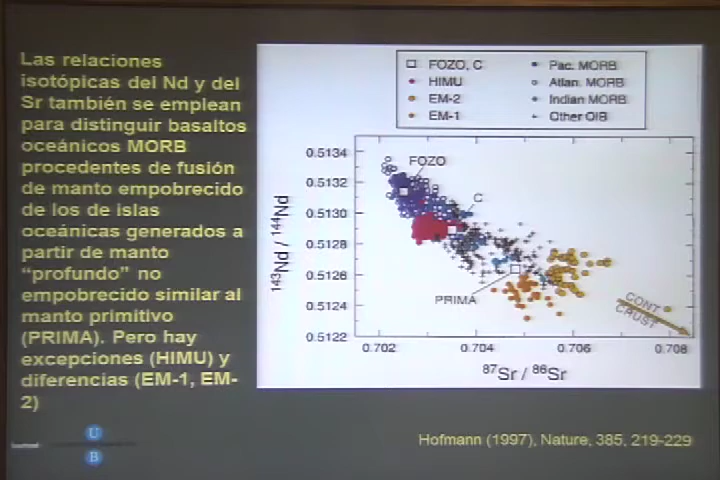 Las relaciones
isotópicas del Nd y del
Sr también se emplean
para distinguir basaltos
oceánicos MORB
procedentes de fusión
de manto empobrecido
de los de islas
oceánicas generados a
partir de manto
“profundo” no
empobrecido similar al
manto primitivo
(PRIMA). Pero hay
excepciones (HIMU) y
diferencias (EM-1, EM-
2)
FOZO, C
HIMU
EM-2
EM-1
Pac. MORB
Atlan. MORB
Indian MORB
Other OIB
0.5134
0.5132
0.5130
0.5128
0.5126
0.5124
0.5122
143Nd / 144Nd
FOZO
C
PRIMA
CONT
CRUST
0.702
0.704
0.706
0.708
87Sr / 86Sr
Hofmann (1997), Nature, 385, 219-229
U
B